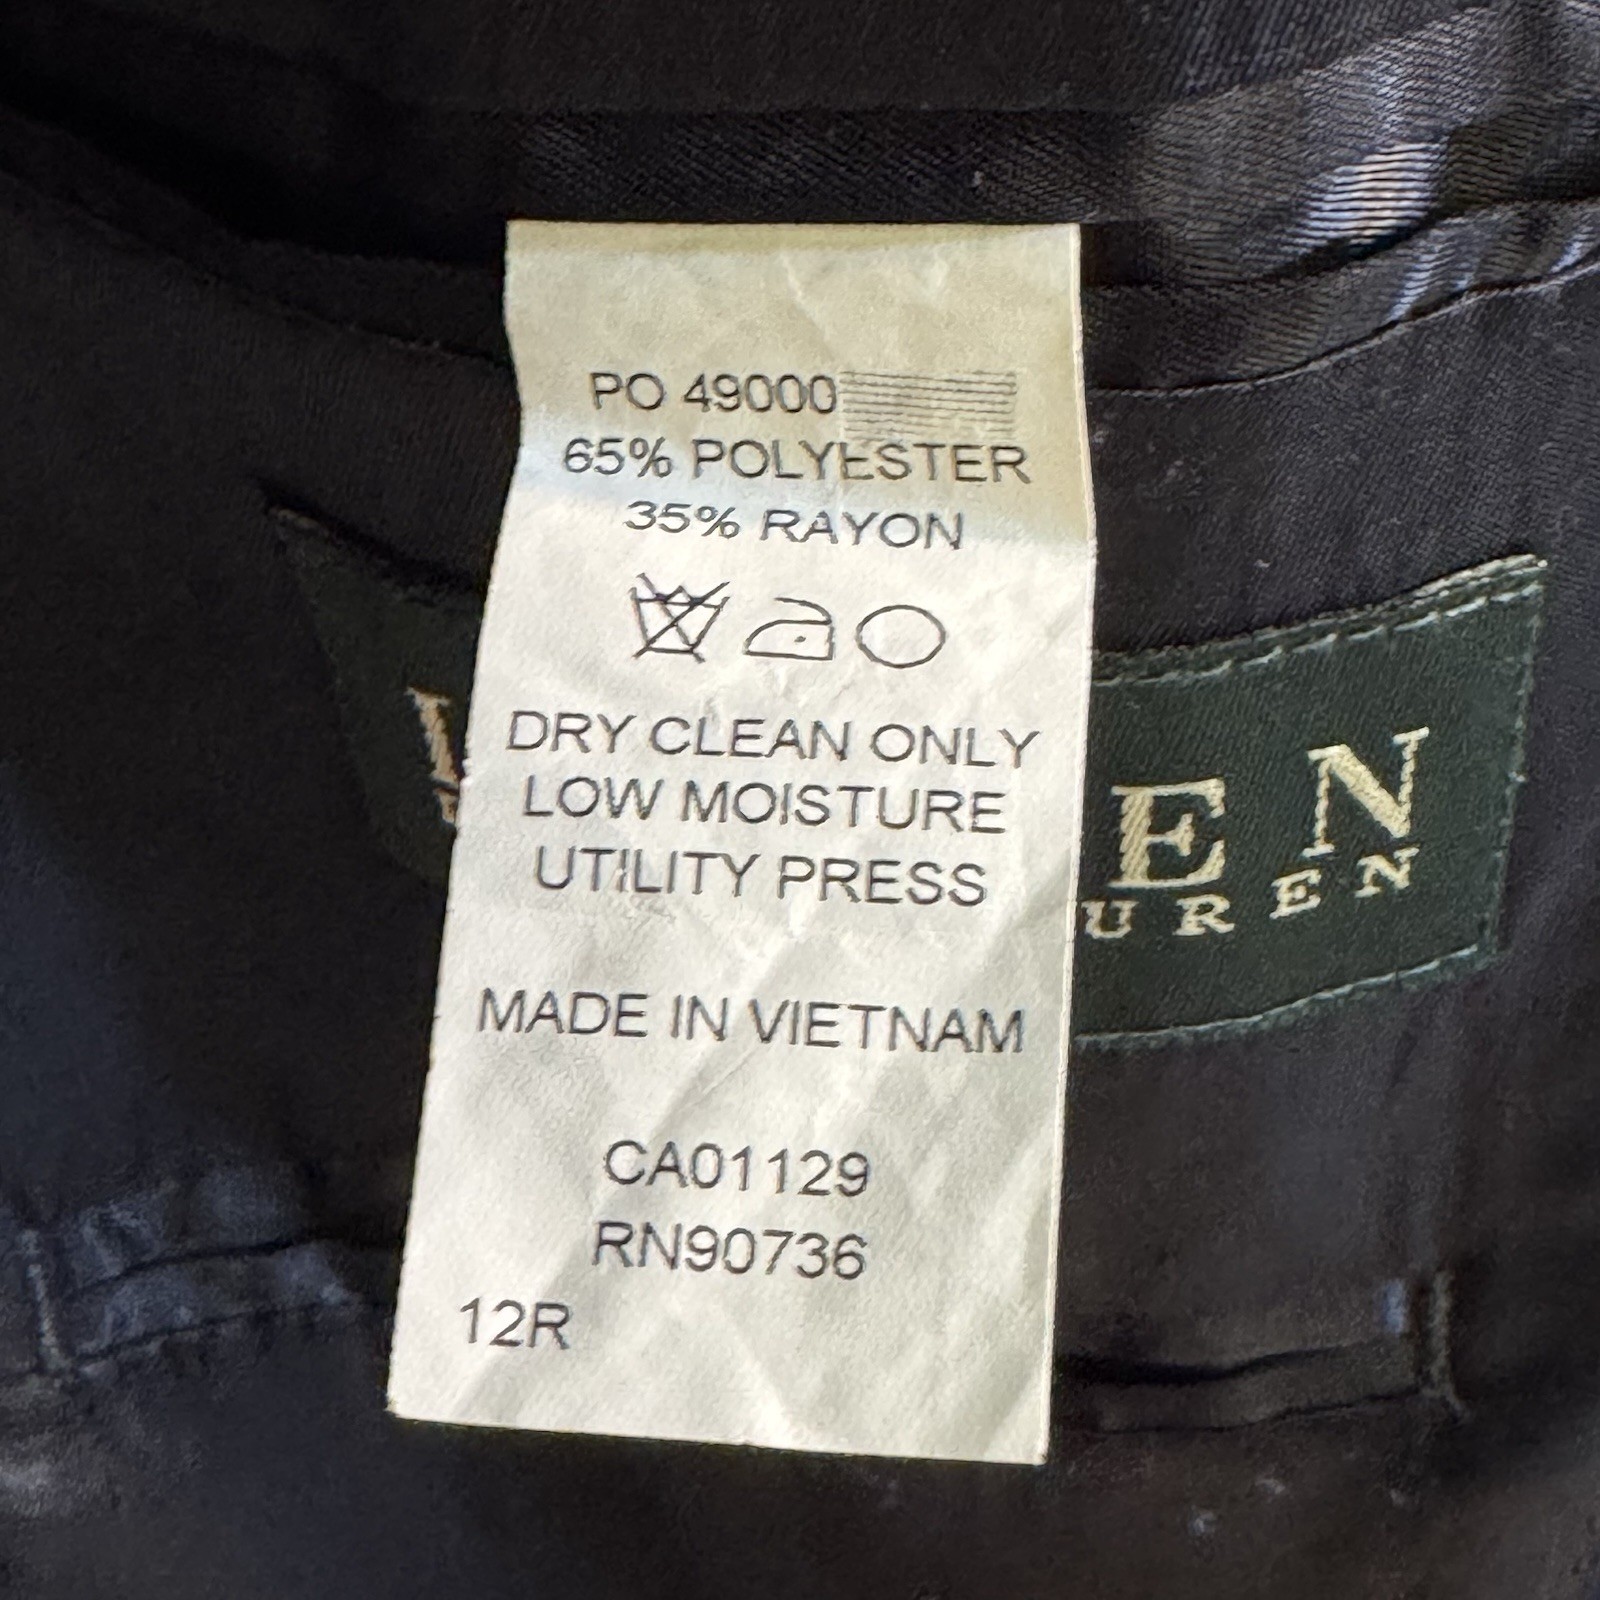 PO 49000
65% POLYESTER
35% RAYON
DRY CLEAN ONLY
LOW MOISTURE
UTILITY PRESS
MADE IN VIETNAM
CA01129
RN90736
12R
EN
UREN